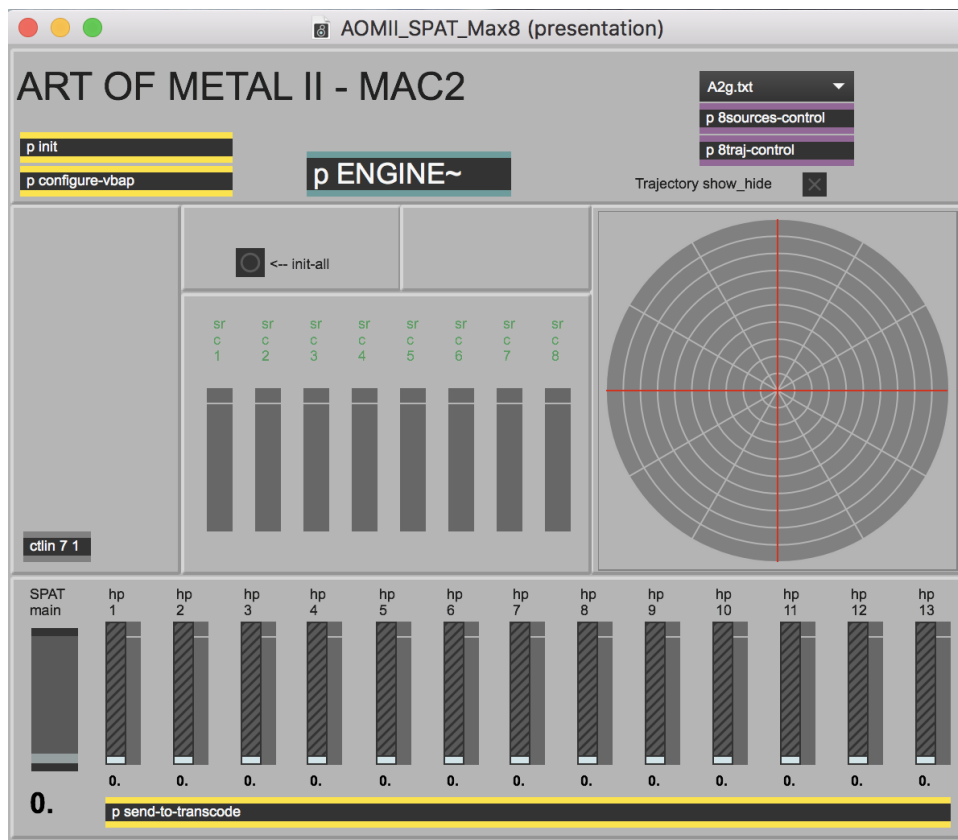 AOMII_SPAT_Max8 (presentation)
ART OF METAL II - MAC2
A2g.txt
p 8sources-control
p 8traj-control
p init
p configure-vbap
p ENGINE~
Trajectory show_hide
<-- init-all
sr sr sr sr sr sr sr sr
c c c c c c c c
1 2 3 4 5 6 7 8
ctlin 7 1
SPAT hp hp hp hp hp hp hp hp hp hp hp hp hp
main 1 2 3 4 5 6 7 8 9 10 11 12 13
0. 0. 0. 0. 0. 0. 0. 0. 0. 0. 0. 0. 0.
0.
p send-to-transcode